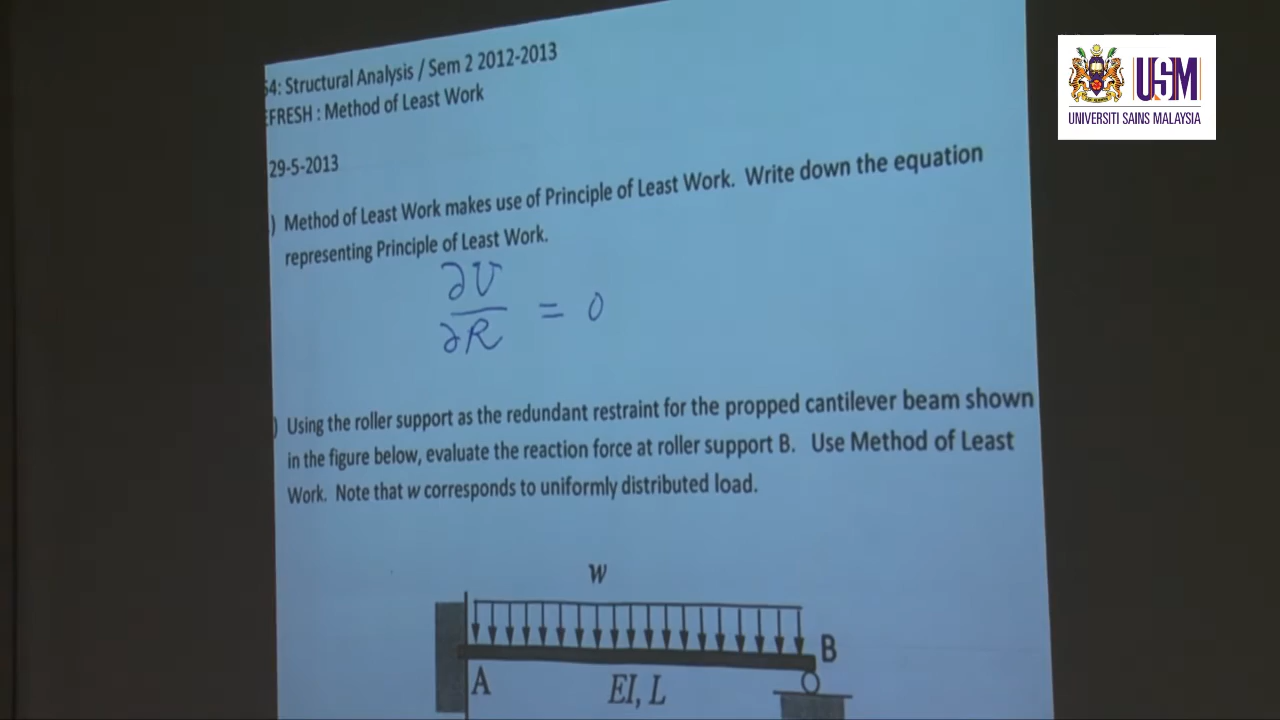 54: Structural Analysis / Sem 2 2012-2013
EFRESH : Method of Least Work
29-5-2013
) Method of Least Work makes use of Principle of Least Work. Write down the equation
representing Principle of Least Work.
∂U
∂R
= 0
) Using the roller support as the redundant restraint for the propped cantilever beam shown
in the figure below, evaluate the reaction force at roller support B. Use Method of Least
Work. Note that w corresponds to uniformly distributed load.
w
A
B
EI, L
USM
UNIVERSITI SAINS MALAYSIA